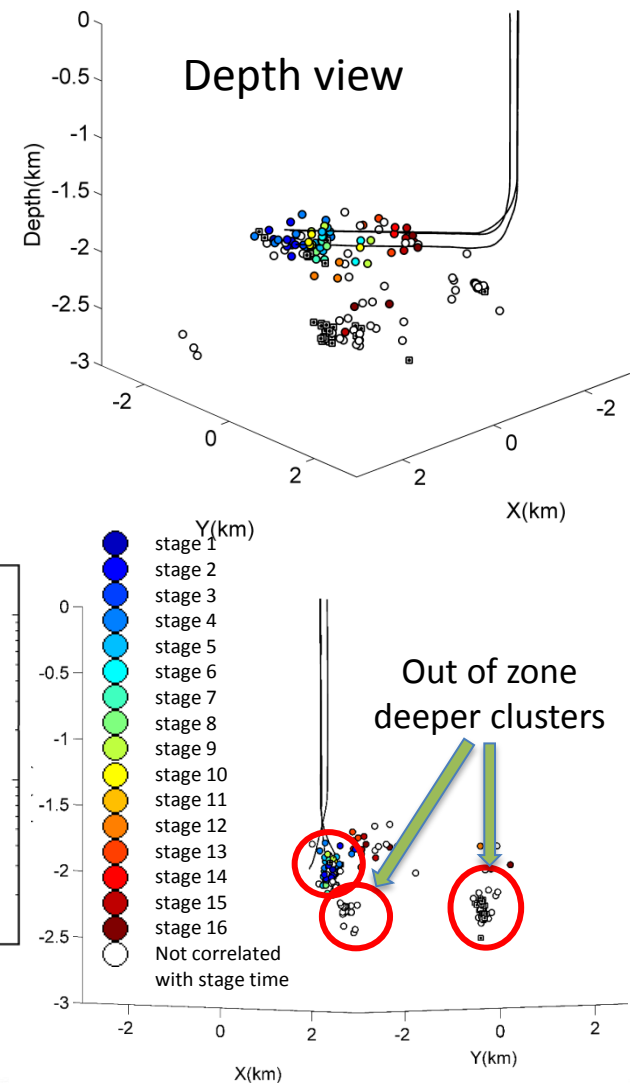 0
-0.5
-1
-1.5
-2
-2.5
-3
Depth(km)
Depth view
-2
0
2
2
0
-2
Y(km)
X(km)
stage 1
stage 2
stage 3
stage 4
stage 5
stage 6
stage 7
stage 8
stage 9
stage 10
stage 11
stage 12
stage 13
stage 14
stage 15
stage 16
Not correlated
with stage time
0
-0.5
-1
-1.5
-2
-2.5
-3
Out of zone
deeper clusters
-2
0
2
-2
0
2
X(km)
Y(km)